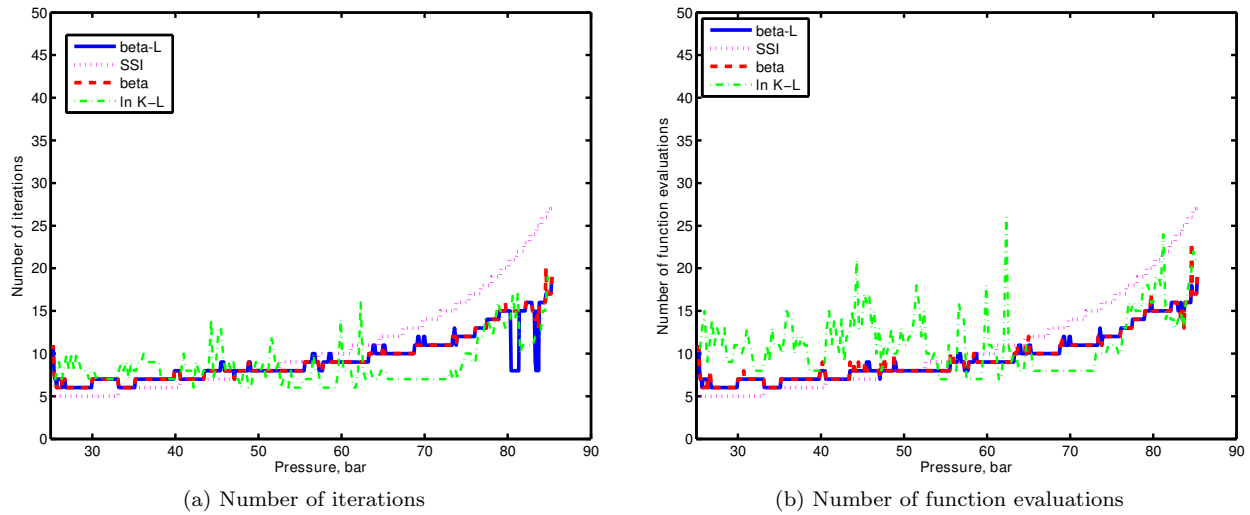 50
45
40
35
30
25
20
15
10
5
0
Number of iterations
beta-L
SSI
beta
ln K−L
30
40
50
60
70
80
90
Pressure, bar
(a) Number of iterations
50
45
40
35
30
25
20
15
10
5
0
Number of function evaluations
beta-L
SSI
beta
ln K−L
30
40
50
60
70
80
90
Pressure, bar
(b) Number of function evaluations